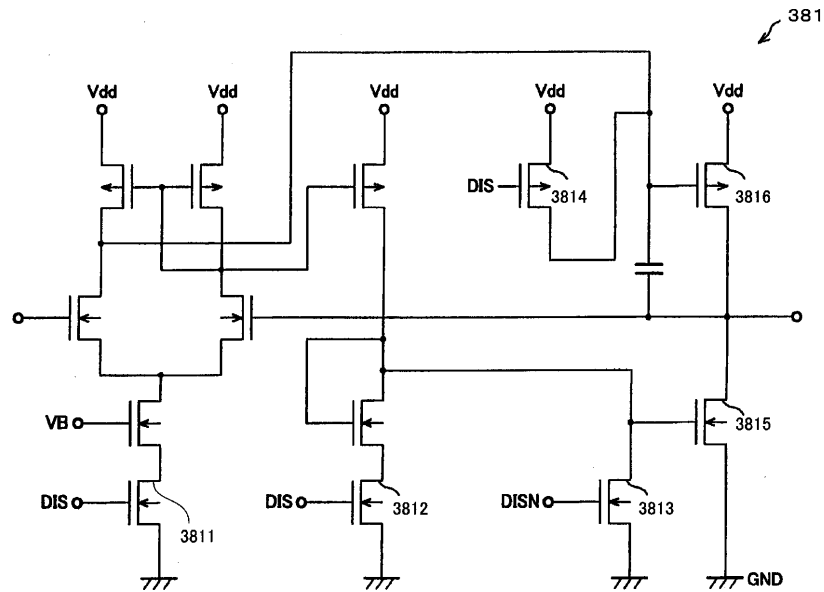 381
Vdd
Vdd
Vdd
Vdd
Vdd
DIS
3814
3816
VB
3815
DIS
3811
DIS
3812
DISN
3813
GND